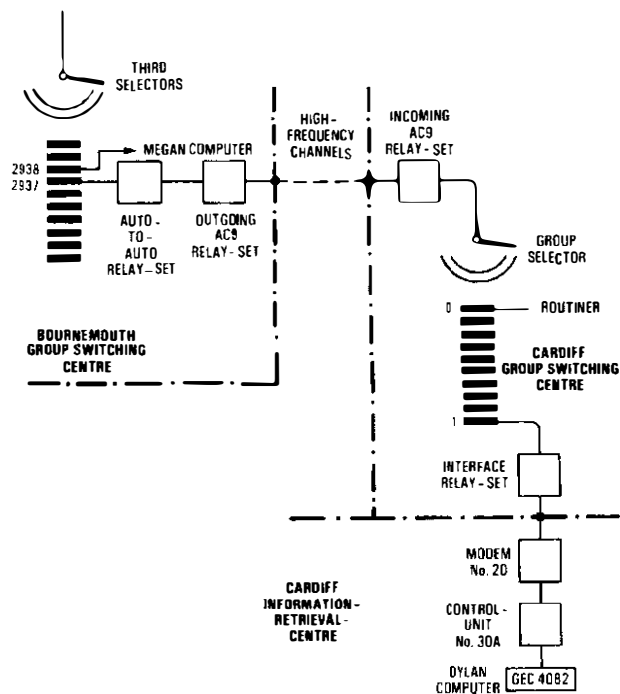 THIRD
SELECTORS
2938
2937
MEGAN COMPUTER
AUTO-
TO-
AUTO
RELAY-SET
OUTGOING
AC9
RELAY-SET
HIGH-
FREQUENCY
CHANNELS
INCOMING
AC9
RELAY-SET
GROUP
SELECTOR
BOURNEMOUTH
GROUP SWITCHING
CENTRE
0
ROUTINER
CARDIFF
GROUP SWITCHING
CENTRE
1
INTERFACE
RELAY-SET
MODEM
No. 20
CARDIFF
INFORMATION-
RETRIEVAL-
CENTRE
CONTROL-
UNIT
No. 30A
DYLAN
COMPUTER
GEC 4082